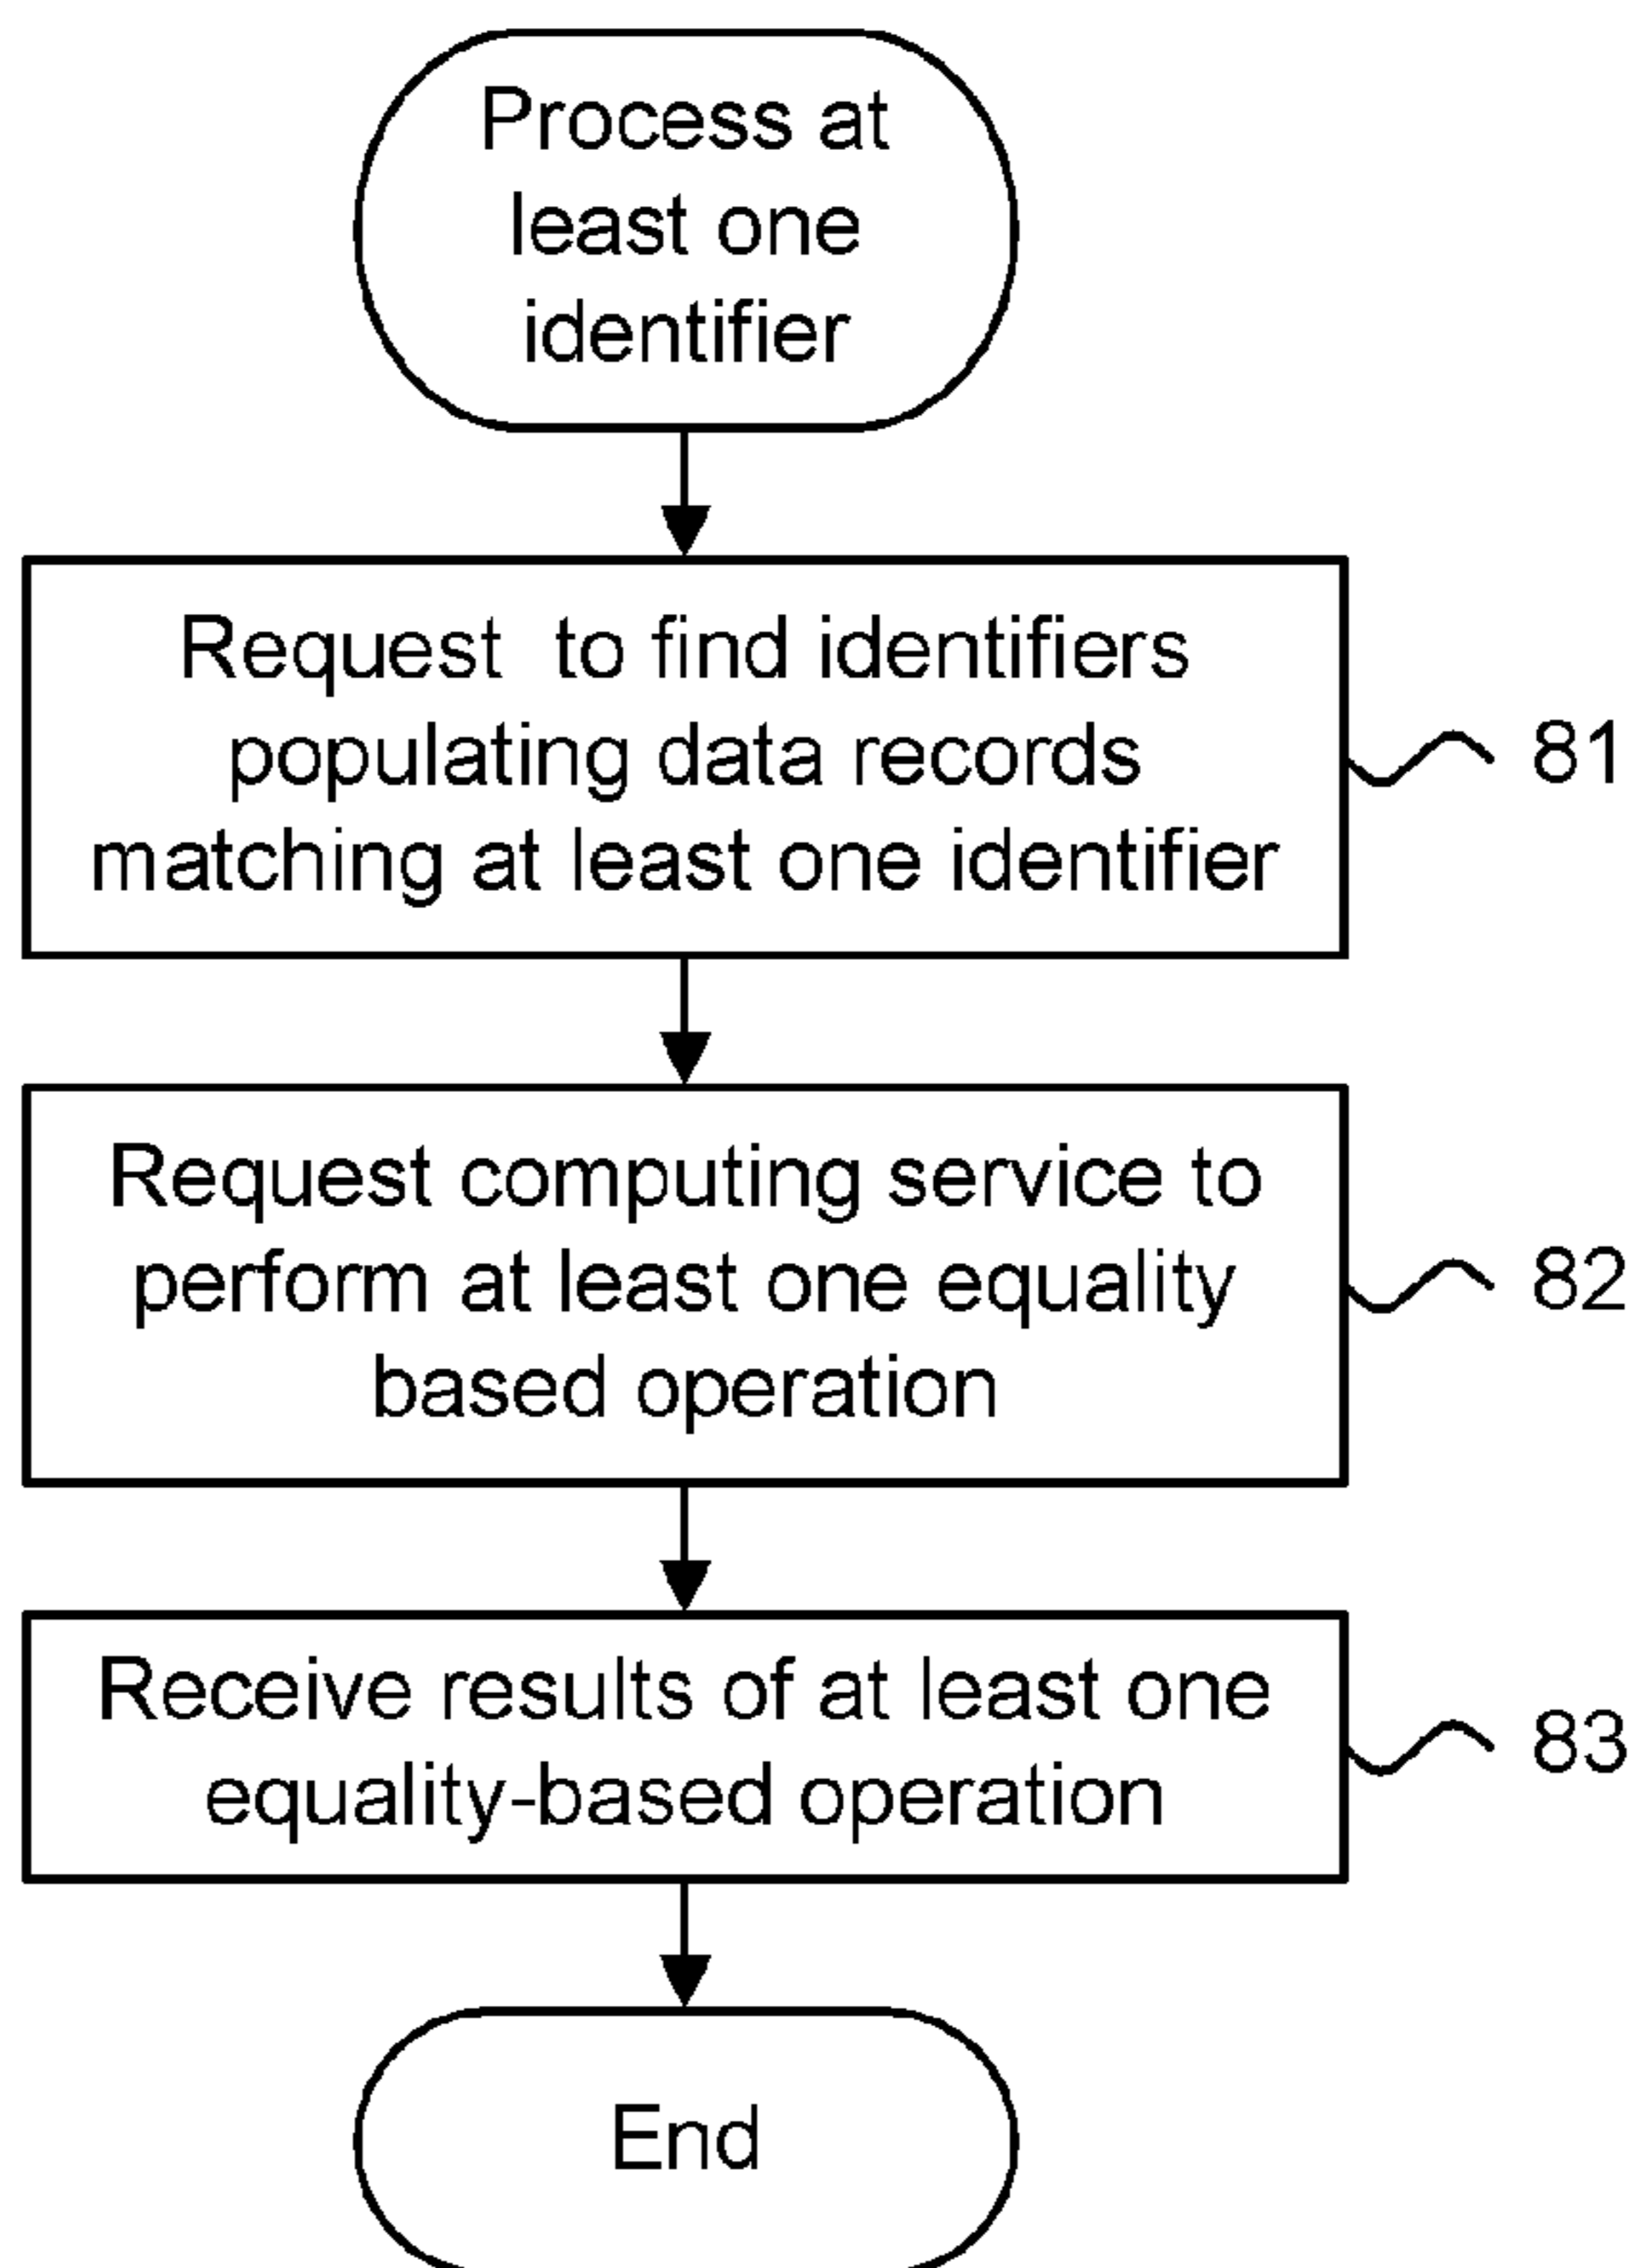 Process at
least one
identifier
Request to find identifiers
populating data records
matching at least one identifier
81
Request computing service to
perform at least one equality
based operation
82
Receive results of at least one
equality-based operation
83
End